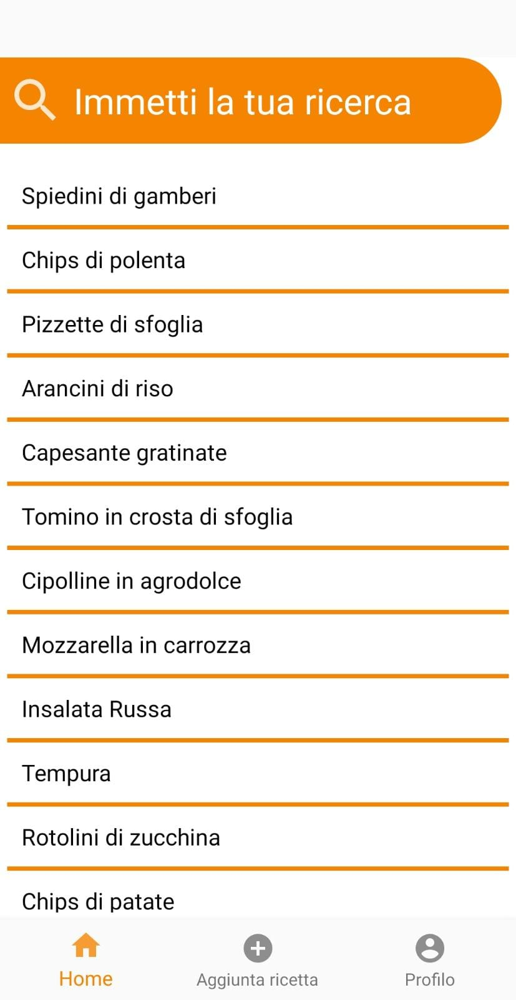 Immetti la tua ricerca
Spiedini di gamberi
Chips di polenta
Pizzette di sfoglia
Arancini di riso
Capesante gratinate
Tomino in crosta di sfoglia
Cipolline in agrodolce
Mozzarella in carrozza
Insalata Russa
Tempura
Rotolini di zucchina
Chips di patate
Home
Aggiunta ricetta
Profilo